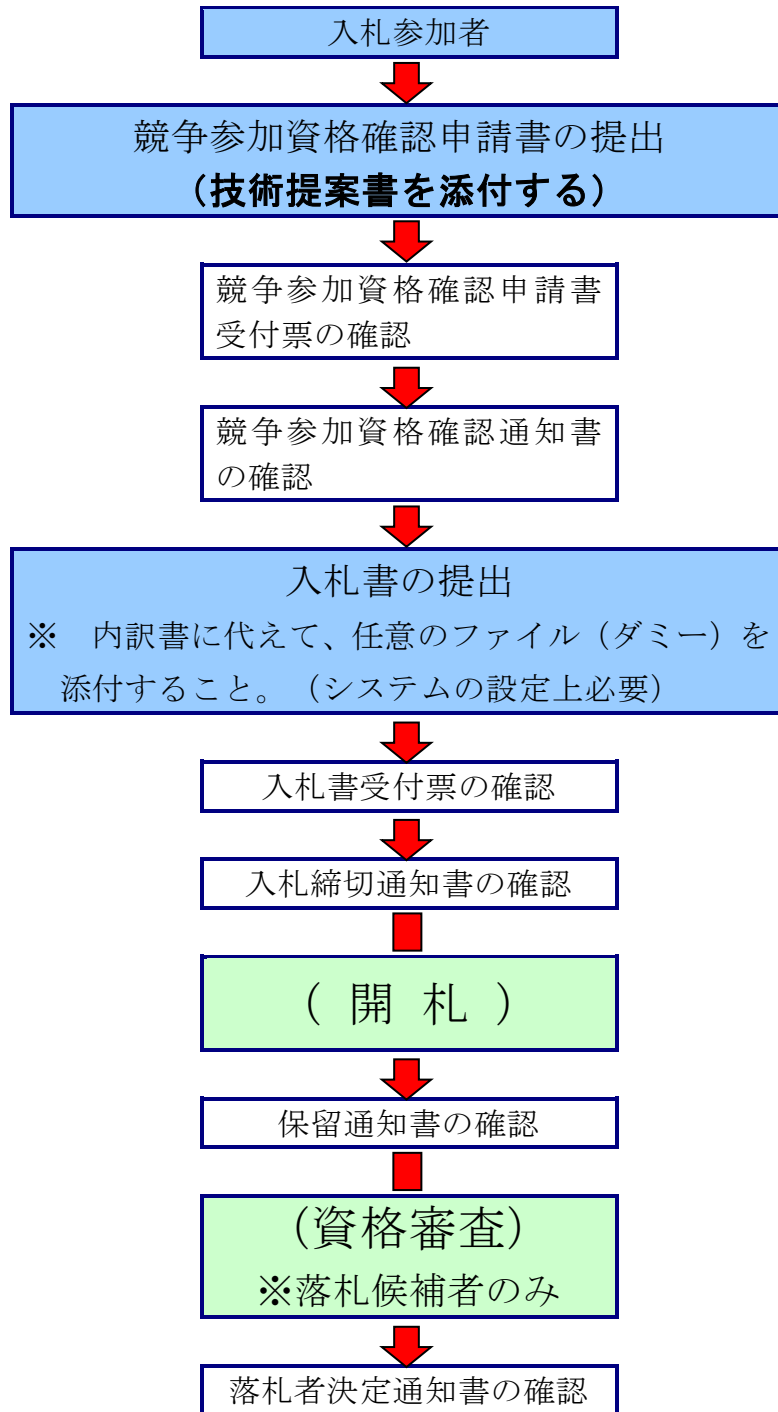 入札参加者
競争参加資格確認申請書の提出
（技術提案書を添付する）
競争参加資格確認申請書
受付票の確認
競争参加資格確認通知書
の確認
入札書の提出
※　内訳書に代えて、任意のファイル（ダミー）を
添付すること。（システムの設定上必要）
入札書受付票の確認
入札締切通知書の確認
（ 開 札 ）
保留通知書の確認
（資格審査）
※落札候補者のみ
落札者決定通知書の確認